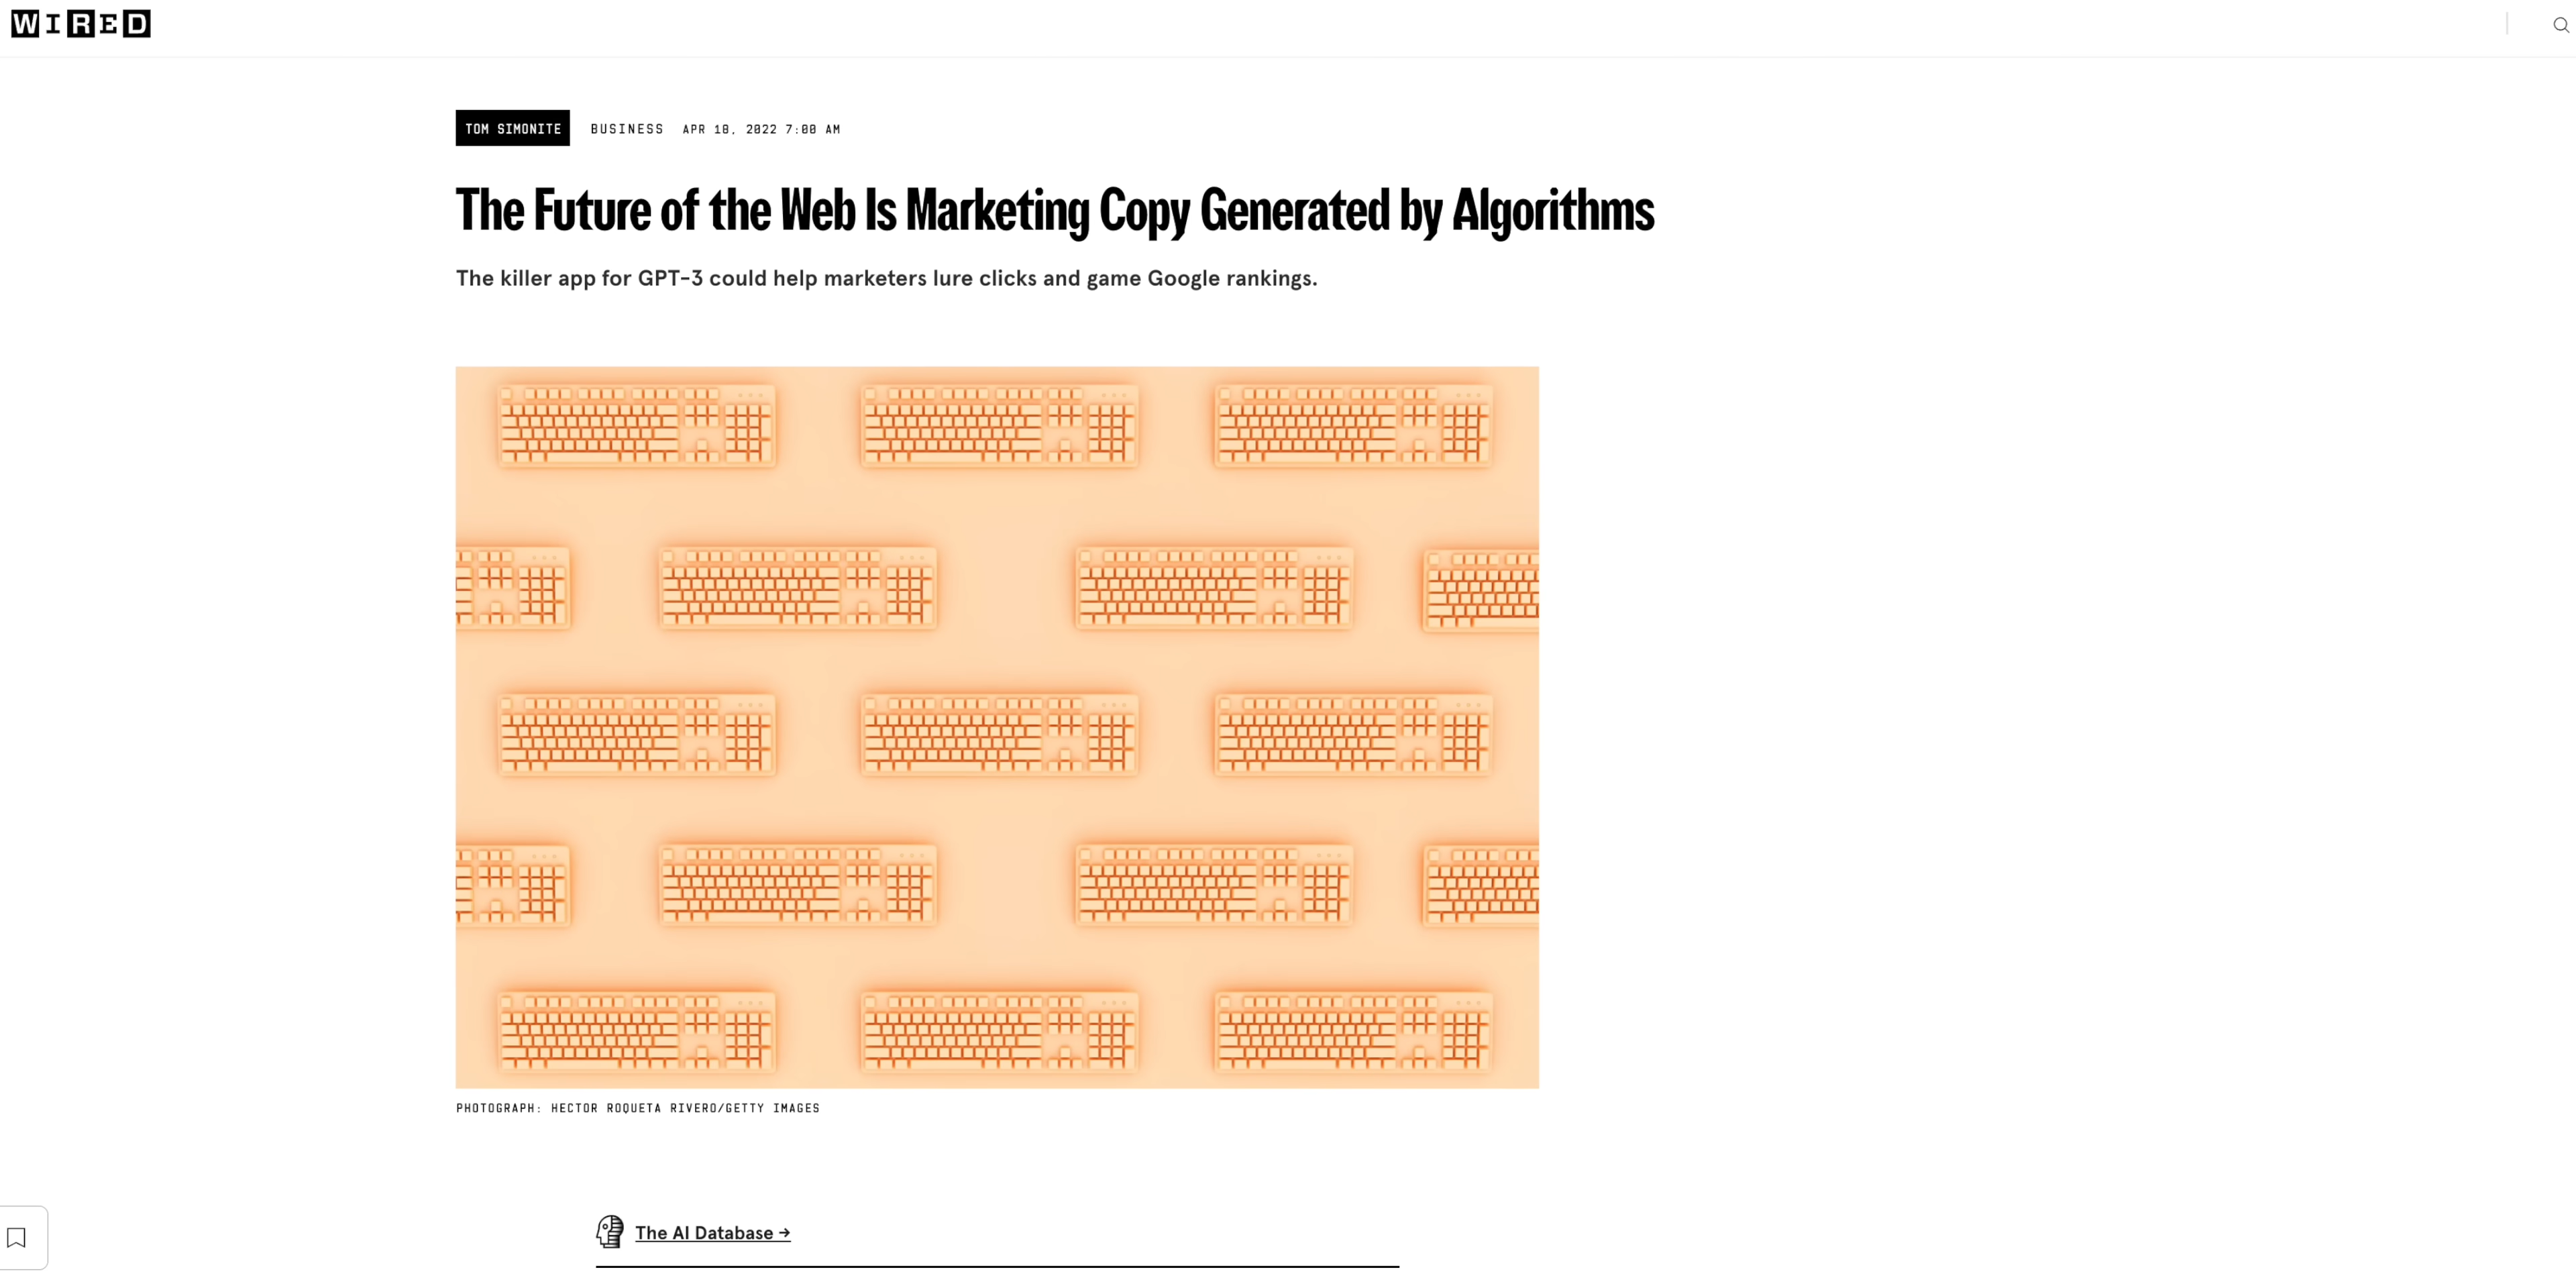 WIRED
TOM SIMONITE BUSINESS APR 18, 2022 7:00 AM
The Future of the Web Is Marketing Copy Generated by Algorithms
The killer app for GPT-3 could help marketers lure clicks and game Google rankings.
PHOTOGRAPH: HECTOR ROQUETA RIVERO/GETTY IMAGES
The AI Database →